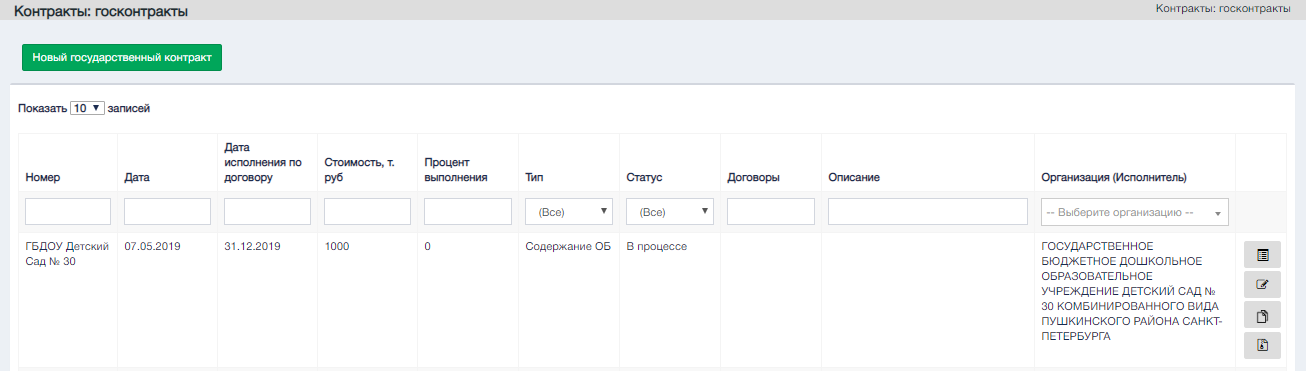 Контракты: госконтракты
Контракты: госконтракты
Новый государственный контракт
Показать 10 записей
Номер
Дата
Дата
исполнения по
договору
Стоимость, т.
руб
Процент
выполнения
Тип
Статус
Договоры
Описание
Организация (Исполнитель)
(Все)
(Все)
-- Выберите организацию --
ГБДОУ Детский
Сад № 30
07.05.2019
31.12.2019
1000
0
Содержание ОБ
В процессе
ГОСУДАРСТВЕННОЕ
БЮДЖЕТНОЕ ДОШКОЛЬНОЕ
ОБРАЗОВАТЕЛЬНОЕ
УЧРЕЖДЕНИЕ ДЕТСКИЙ САД №
30 КОМБИНИРОВАННОГО ВИДА
ПУШКИНСКОГО РАЙОНА САНКТ-
ПЕТЕРБУРГА